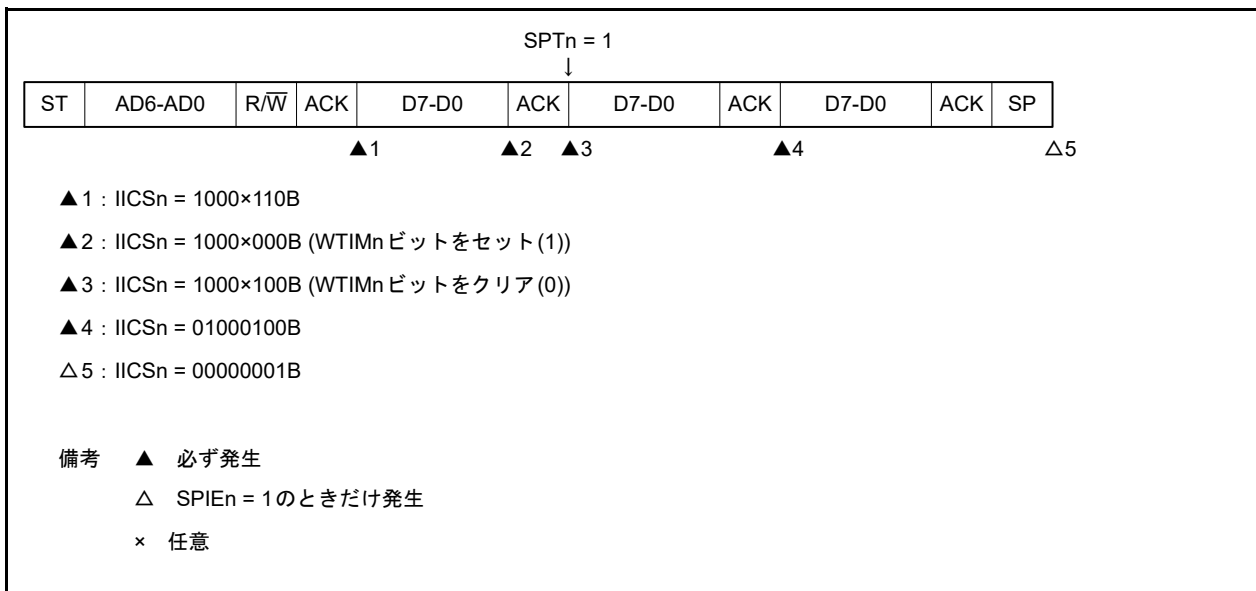 SPTn = 1
↓
ST AD6-AD0 R/W̅ ACK D7-D0 ACK D7-D0 ACK D7-D0 ACK SP
▲1 ▲2 ▲3 ▲4 △5
▲1：IICSn = 1000×110B
▲2：IICSn = 1000×000B (WTIMnビットをセット(1))
▲3：IICSn = 1000×100B (WTIMnビットをクリア(0))
▲4：IICSn = 01000100B
△5：IICSn = 00000001B
備考 ▲ 必ず発生
△ SPIEn = 1のときだけ発生
× 任意